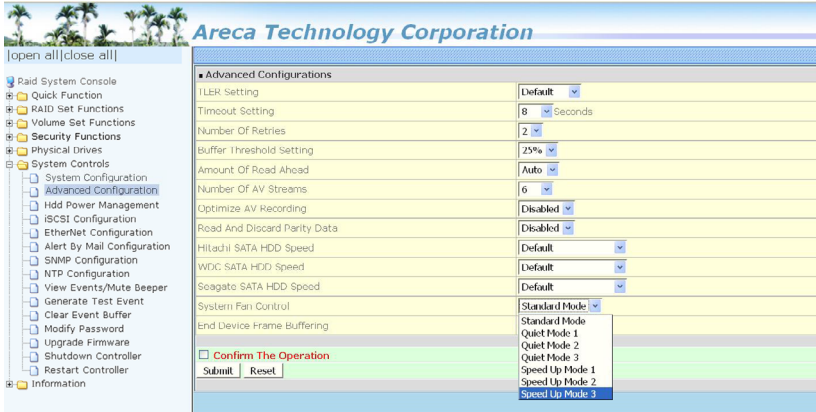 Areca Technology Corporation
|open all|close all|
Raid System Console
Quick Function
RAID Set Functions
Volume Set Functions
Security Functions
Physical Drives
System Controls
System Configuration
Advanced Configuration
Hdd Power Management
iSCSI Configuration
EtherNet Configuration
Alert By Mail Configuration
SNMP Configuration
NTP Configuration
View Events/Mute Beeper
Generate Test Event
Clear Event Buffer
Modify Password
Upgrade Firmware
Shutdown Controller
Restart Controller
Information
Advanced Configurations
TLER Setting Default
Timeout Setting 8 Seconds
Number Of Retries 2
Buffer Threshold Setting 25%
Amount Of Read Ahead Auto
Number Of AV Streams 6
Optimize AV Recording Disabled
Read And Discard Parity Data Disabled
Hitachi SATA HDD Speed Default
WDC SATA HDD Speed Default
Seagate SATA HDD Speed Default
System Fan Control Standard Mode
End Device Frame Buffering
Standard Mode
Quiet Mode 1
Quiet Mode 2
Quiet Mode 3
Speed Up Mode 1
Speed Up Mode 2
Speed Up Mode 3
Confirm The Operation
Submit Reset